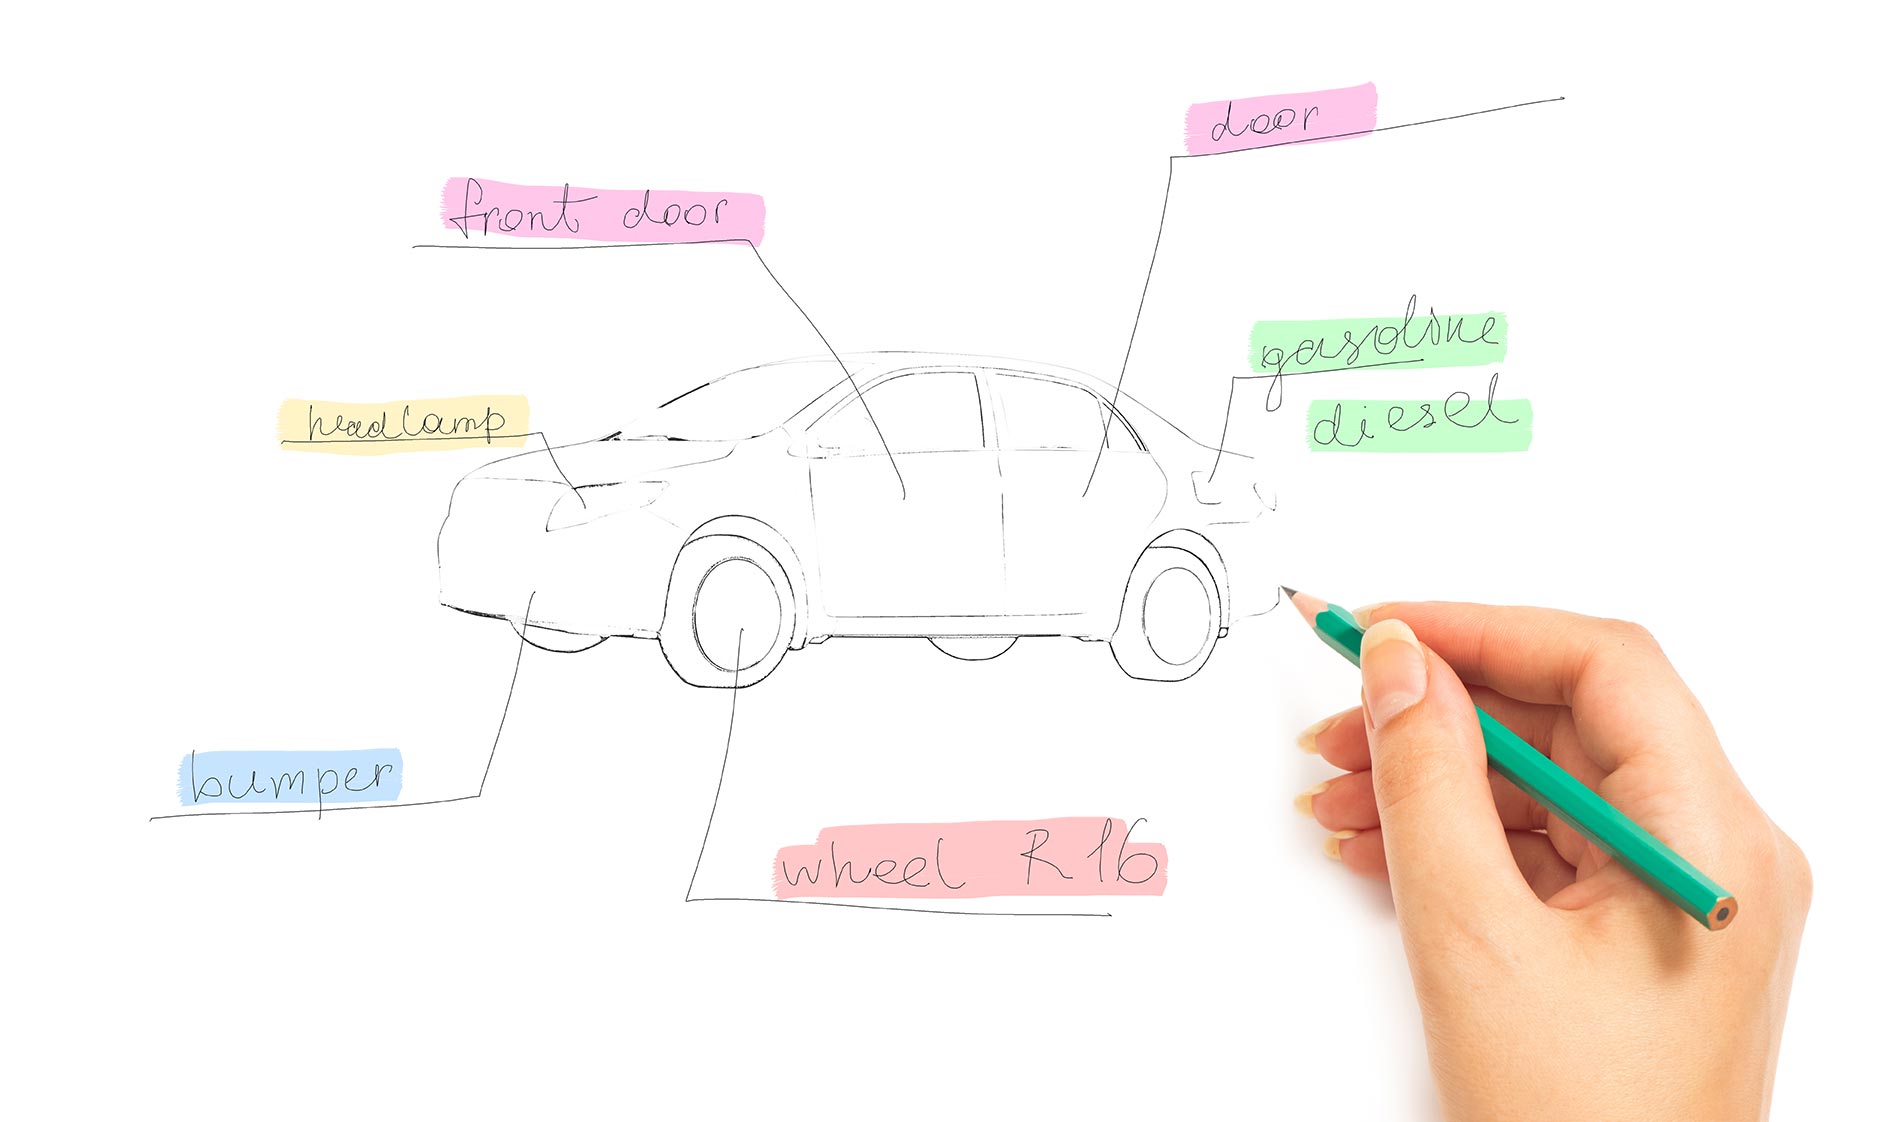 door
front door
gasoline
diesel
headlamp
bumper
wheel R16